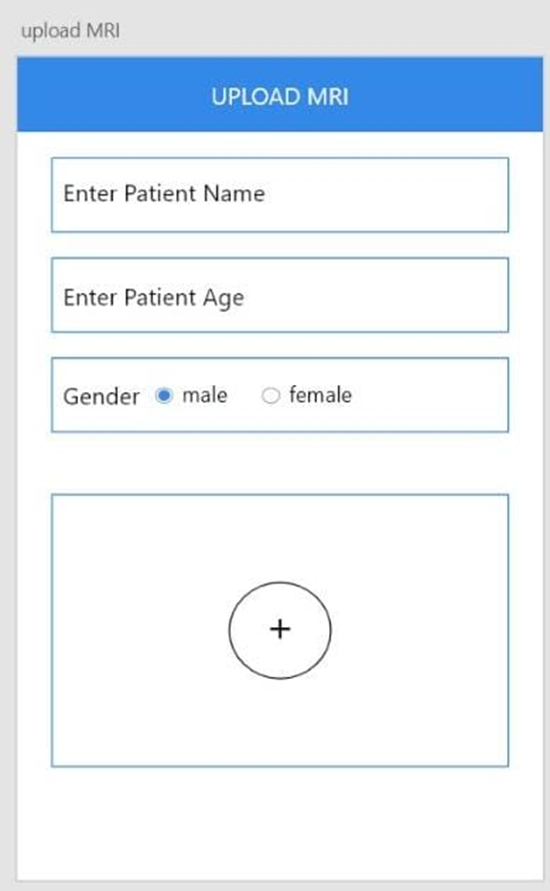 upload MRI
UPLOAD MRI
Enter Patient Name
Enter Patient Age
Gender male female
+